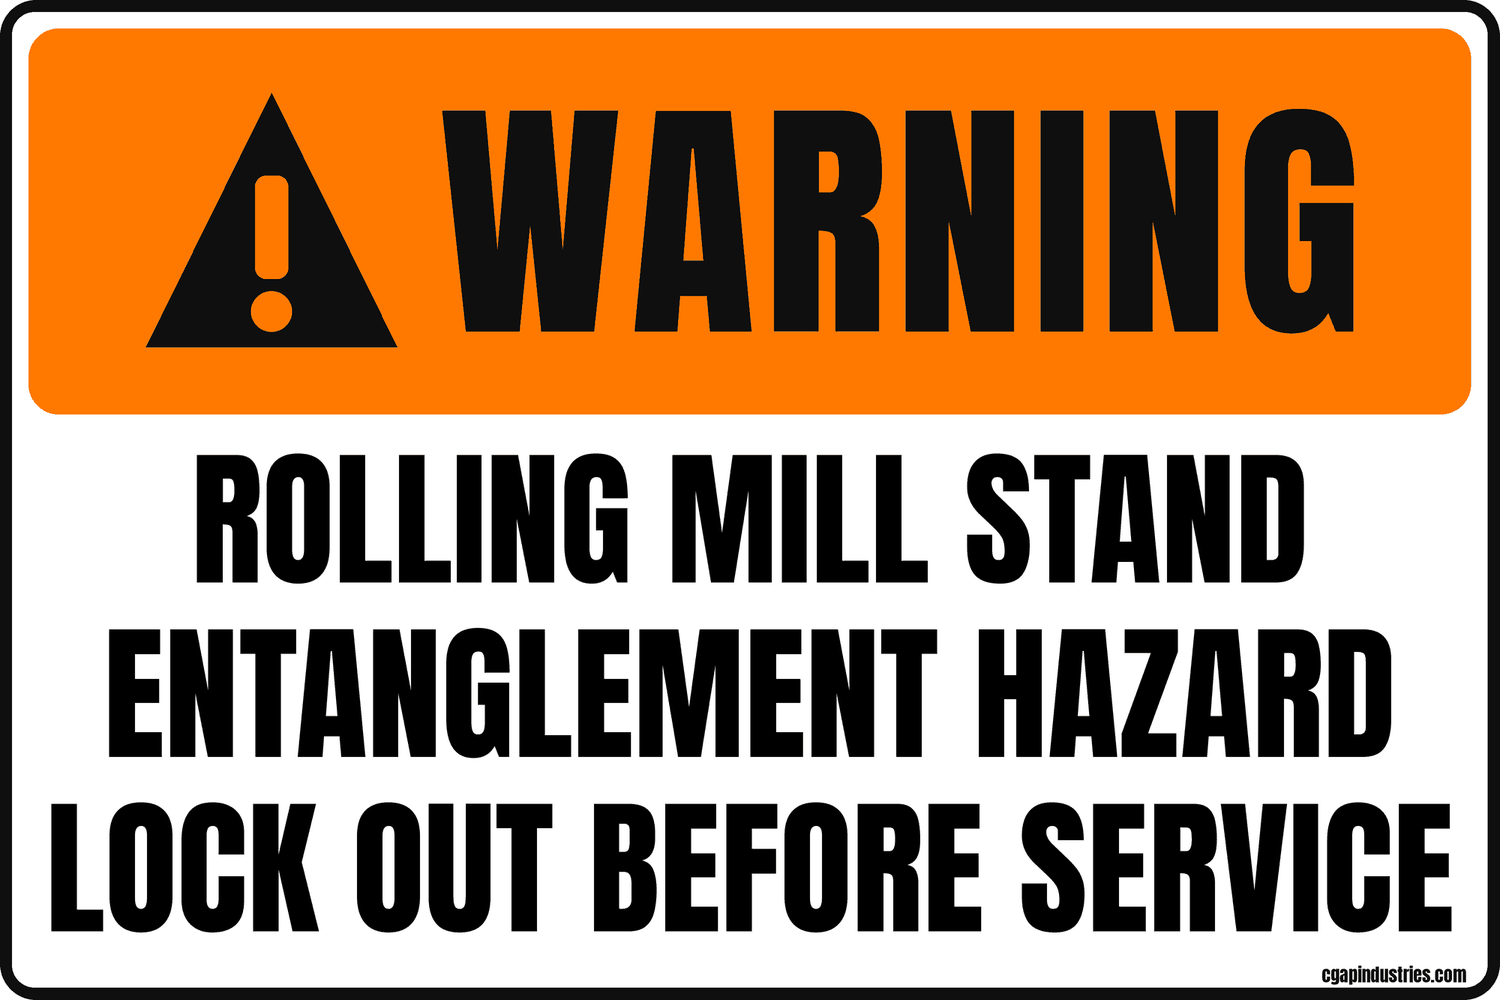 WARNING
ROLLING MILL STAND
ENTANGLEMENT HAZARD
LOCK OUT BEFORE SERVICE
cgapindustries.com